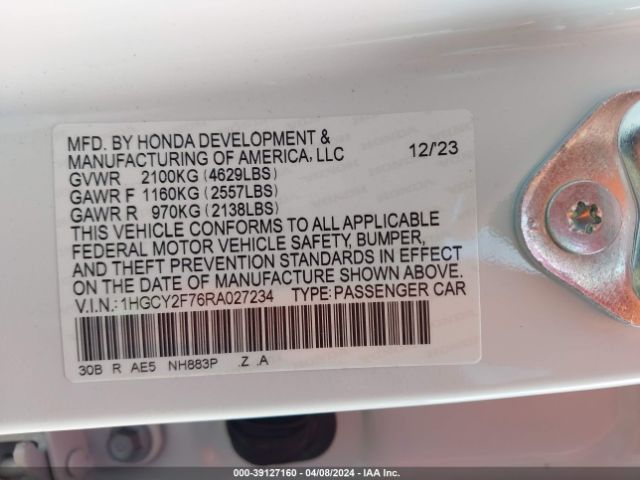 MFD. BY HONDA DEVELOPMENT &
MANUFACTURING OF AMERICA, LLC 12/23
GVWR 2100KG (4629LBS)
GAWR F 1160KG (2557LBS)
GAWR R 970KG (2138LBS)
THIS VEHICLE CONFORMS TO ALL APPLICABLE
FEDERAL MOTOR VEHICLE SAFETY, BUMPER,
AND THEFT PREVENTION STANDARDS IN EFFECT
ON THE DATE OF MANUFACTURE SHOWN ABOVE.
V.I.N.: 1HGCY2F76RA027234 TYPE: PASSENGER CAR
30B R AE5 NH883P .Z .A
000-39127160 - 04/08/2024 - IAA Inc.